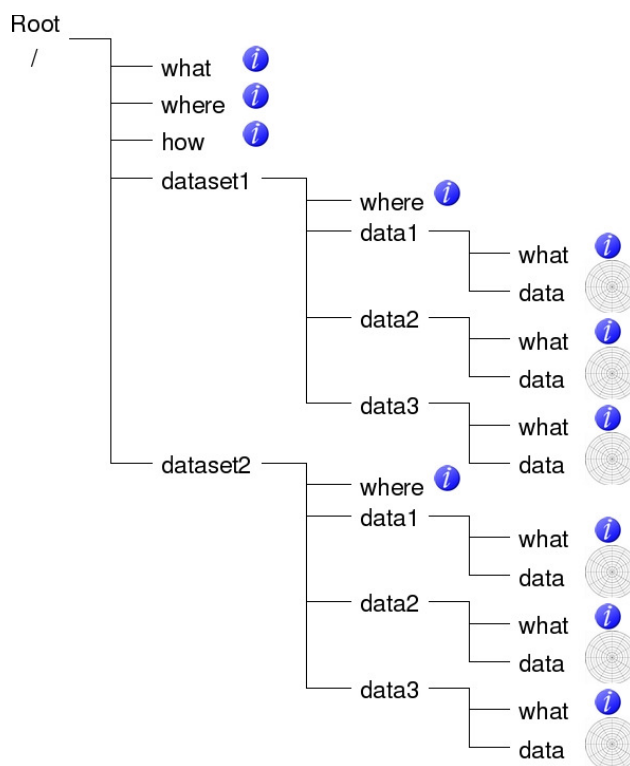 Root
/
what i
where i
how i
dataset1
where i
data1
what i
data
data2
what i
data
data3
what i
data
dataset2
where i
data1
what i
data
data2
what i
data
data3
what i
data